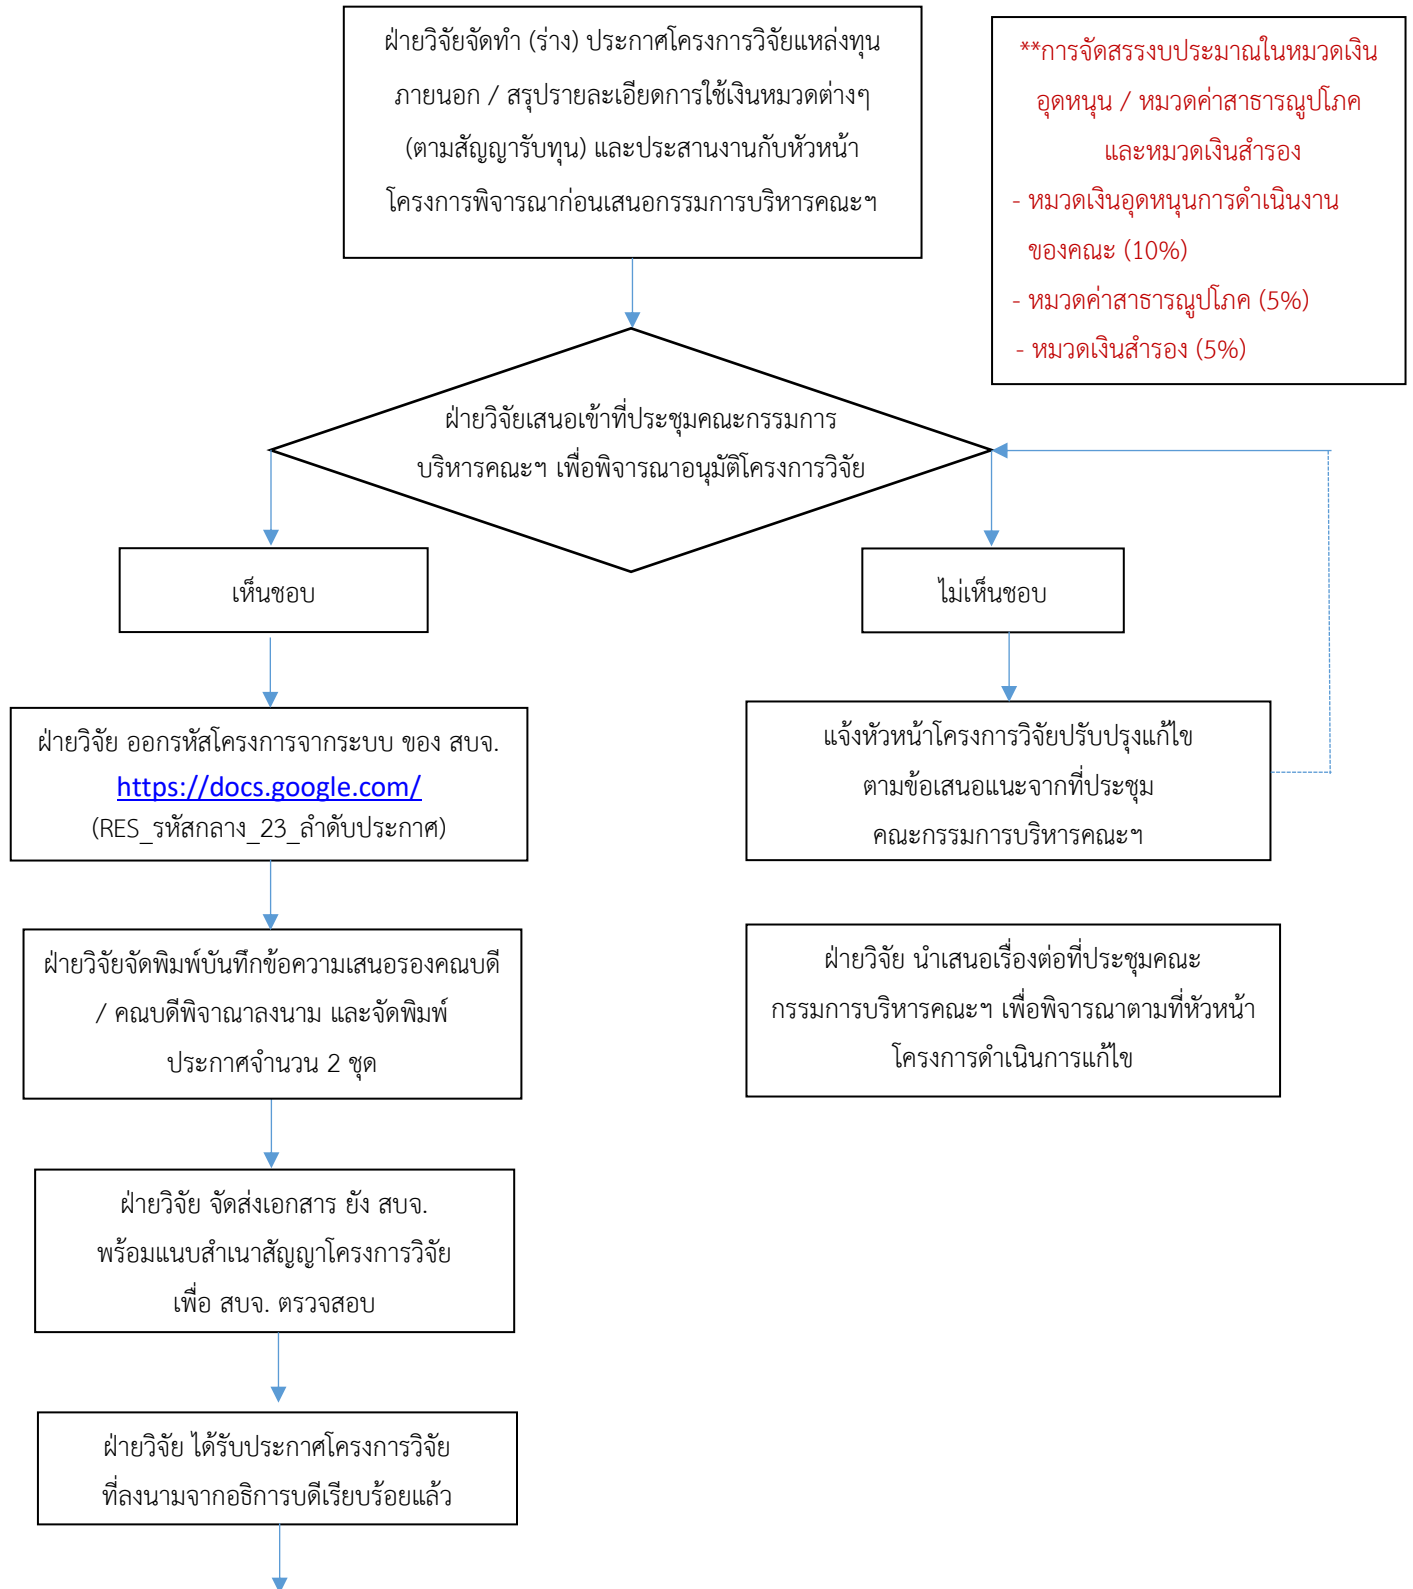 ฝ่ายวิจัยจัดทำ (ร่าง) ประกาศโครงการวิจัยแหล่งทุน
ภายนอก / สรุปรายละเอียดการใช้เงินหมวดต่างๆ
(ตามสัญญารับทุน) และประสานงานกับหัวหน้า
โครงการพิจารณาก่อนเสนอกรรมการบริหารคณะฯ
**การจัดสรรงบประมาณในหมวดเงิน
อุดหนุน / หมวดค่าสาธารณูปโภค
และหมวดเงินสำรอง
- หมวดเงินอุดหนุนการดำเนินงาน
ของคณะ (10%)
- หมวดค่าสาธารณูปโภค (5%)
- หมวดเงินสำรอง (5%)
ฝ่ายวิจัยเสนอเข้าที่ประชุมคณะกรรมการ
บริหารคณะฯ เพื่อพิจารณาอนุมัติโครงการวิจัย
เห็นชอบ
ไม่เห็นชอบ
ฝ่ายวิจัย ออกรหัสโครงการจากระบบ ของ สบจ.
https://docs.google.com/
(RES_รหัสกลาง_23_ลำดับประกาศ)
แจ้งหัวหน้าโครงการวิจัยปรับปรุงแก้ไข
ตามข้อเสนอแนะจากที่ประชุม
คณะกรรมการบริหารคณะฯ
ฝ่ายวิจัยจัดพิมพ์บันทึกข้อความเสนอรองคณบดี
/ คณบดีพิจาณาลงนาม และจัดพิมพ์
ประกาศจำนวน 2 ชุด
ฝ่ายวิจัย นำเสนอเรื่องต่อที่ประชุมคณะ
กรรมการบริหารคณะฯ เพื่อพิจารณาตามที่หัวหน้า
โครงการดำเนินการแก้ไข
ฝ่ายวิจัย จัดส่งเอกสาร ยัง สบจ.
พร้อมแนบสำเนาสัญญาโครงการวิจัย
เพื่อ สบจ. ตรวจสอบ
ฝ่ายวิจัย ได้รับประกาศโครงการวิจัย
ที่ลงนามจากอธิการบดีเรียบร้อยแล้ว